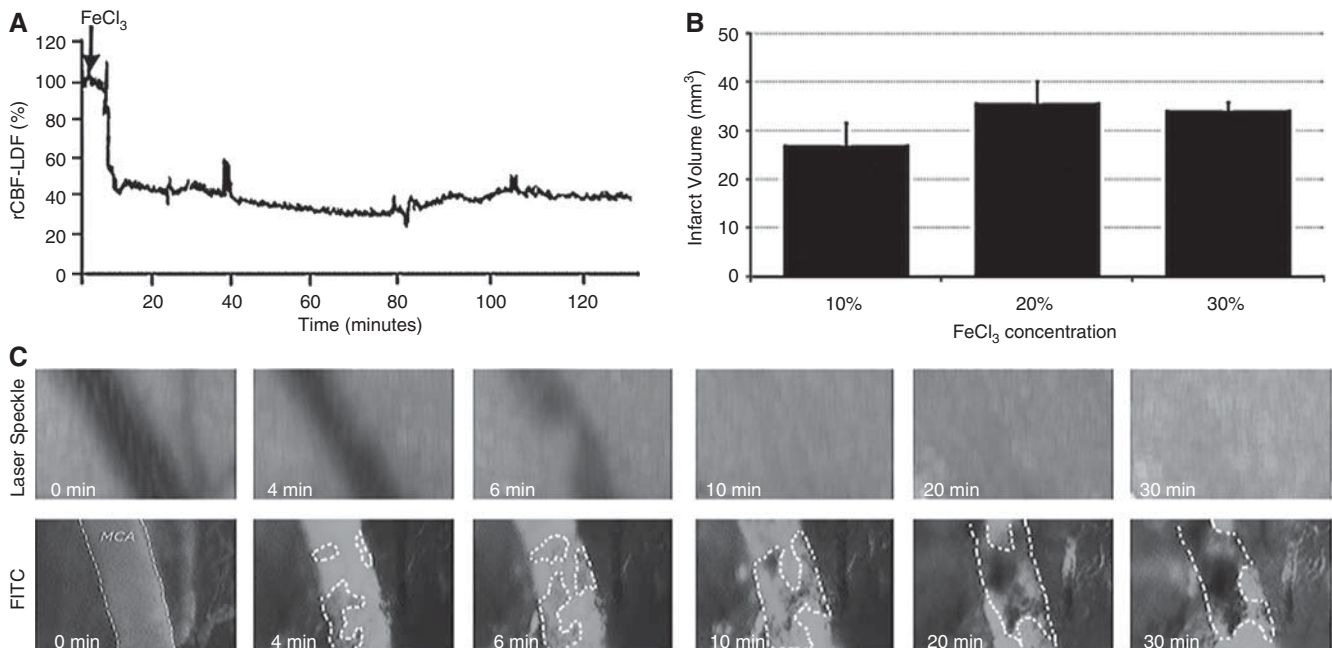 A
FeCl3
rCBF-LDF (%)
120
100
80
60
40
20
0
20 40 60 80 100 120
Time (minutes)
B
Infarct Volume (mm3)
50
40
30
20
10
0
10% 20% 30%
FeCl3 concentration
C
Laser Speckle
0 min 4 min 6 min 10 min 20 min 30 min
FITC
MCA
0 min 4 min 6 min 10 min 20 min 30 min